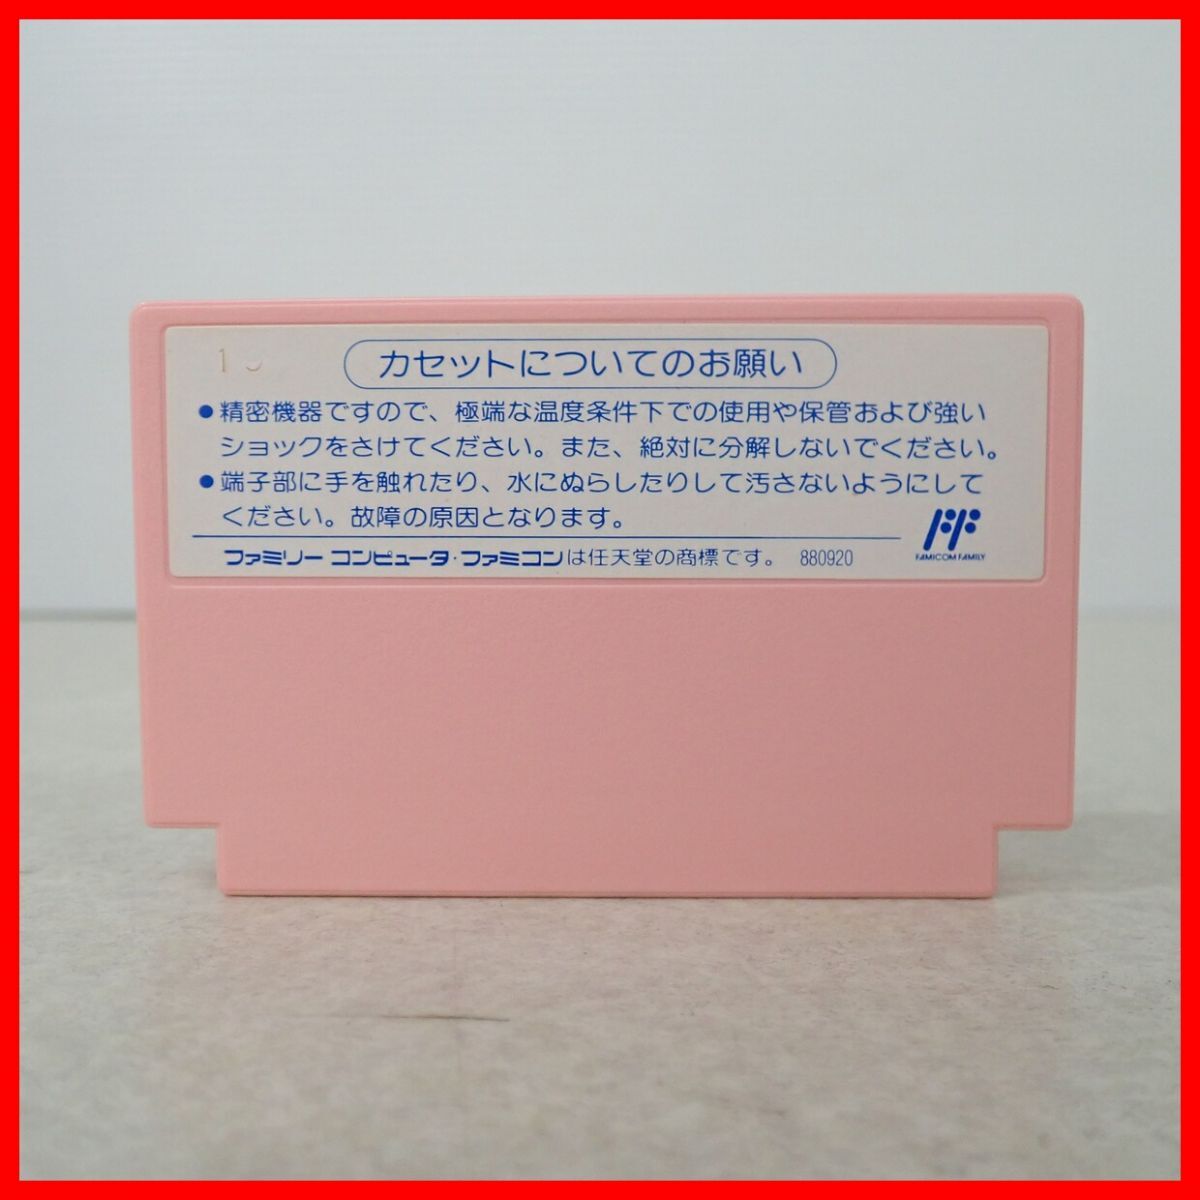 カセットについてのお願い
●精密機器ですので、極端な温度条件下での使用や保管および強い
ショックをさけてください。また、絶対に分解しないでください。
●端子部に手を触れたり、水にぬらしたりして汚さないようにして
ください。故障の原因となります。
ファミリー コンピュータ・ファミコンは任天堂の商標です。 880920
FAMICOM FAMILY